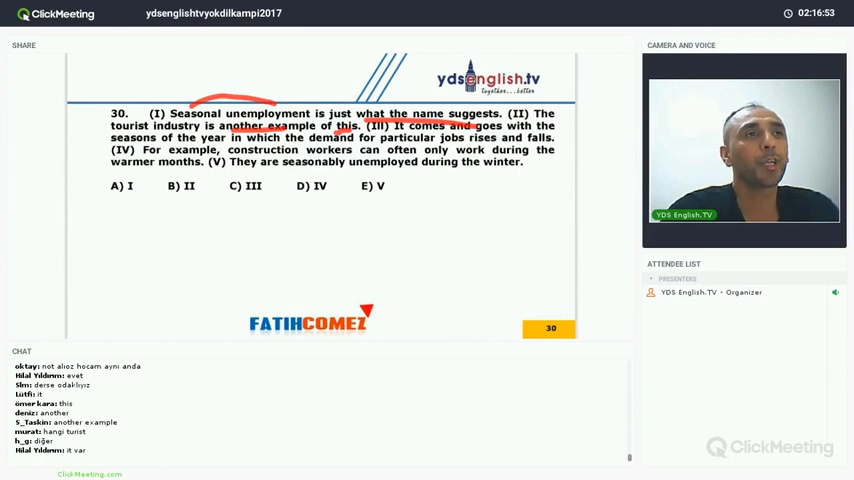 ClickMeeting
ydsenglishtvyokdilkampi2017
02:16:53
SHARE
CAMERA AND VOICE
ydsenglish.tv
together...better
30. (I) Seasonal unemployment is just what the name suggests. (II) The
tourist industry is another example of this. (III) It comes and goes with the
seasons of the year in which the demand for particular jobs rises and falls.
(IV) For example, construction workers can often only work during the
warmer months. (V) They are seasonably unemployed during the winter.
A) I B) II C) III D) IV E) V
FATIHCOMEZ
30
YDS English.TV
ATTENDEE LIST
PRESENTERS
YDS English.TV - Organizer
CHAT
oktay: not alıoz hocam aynı anda
Hilal Yıldırım: evet
Slm: derse odaklıyız
Lütfi: it
ömer kara: this
deniz: another
S_Taskin: another example
murat: hangi turist
h_g: diğer
Hilal Yıldırım: it var
ClickMeeting
ClickMeeting.com